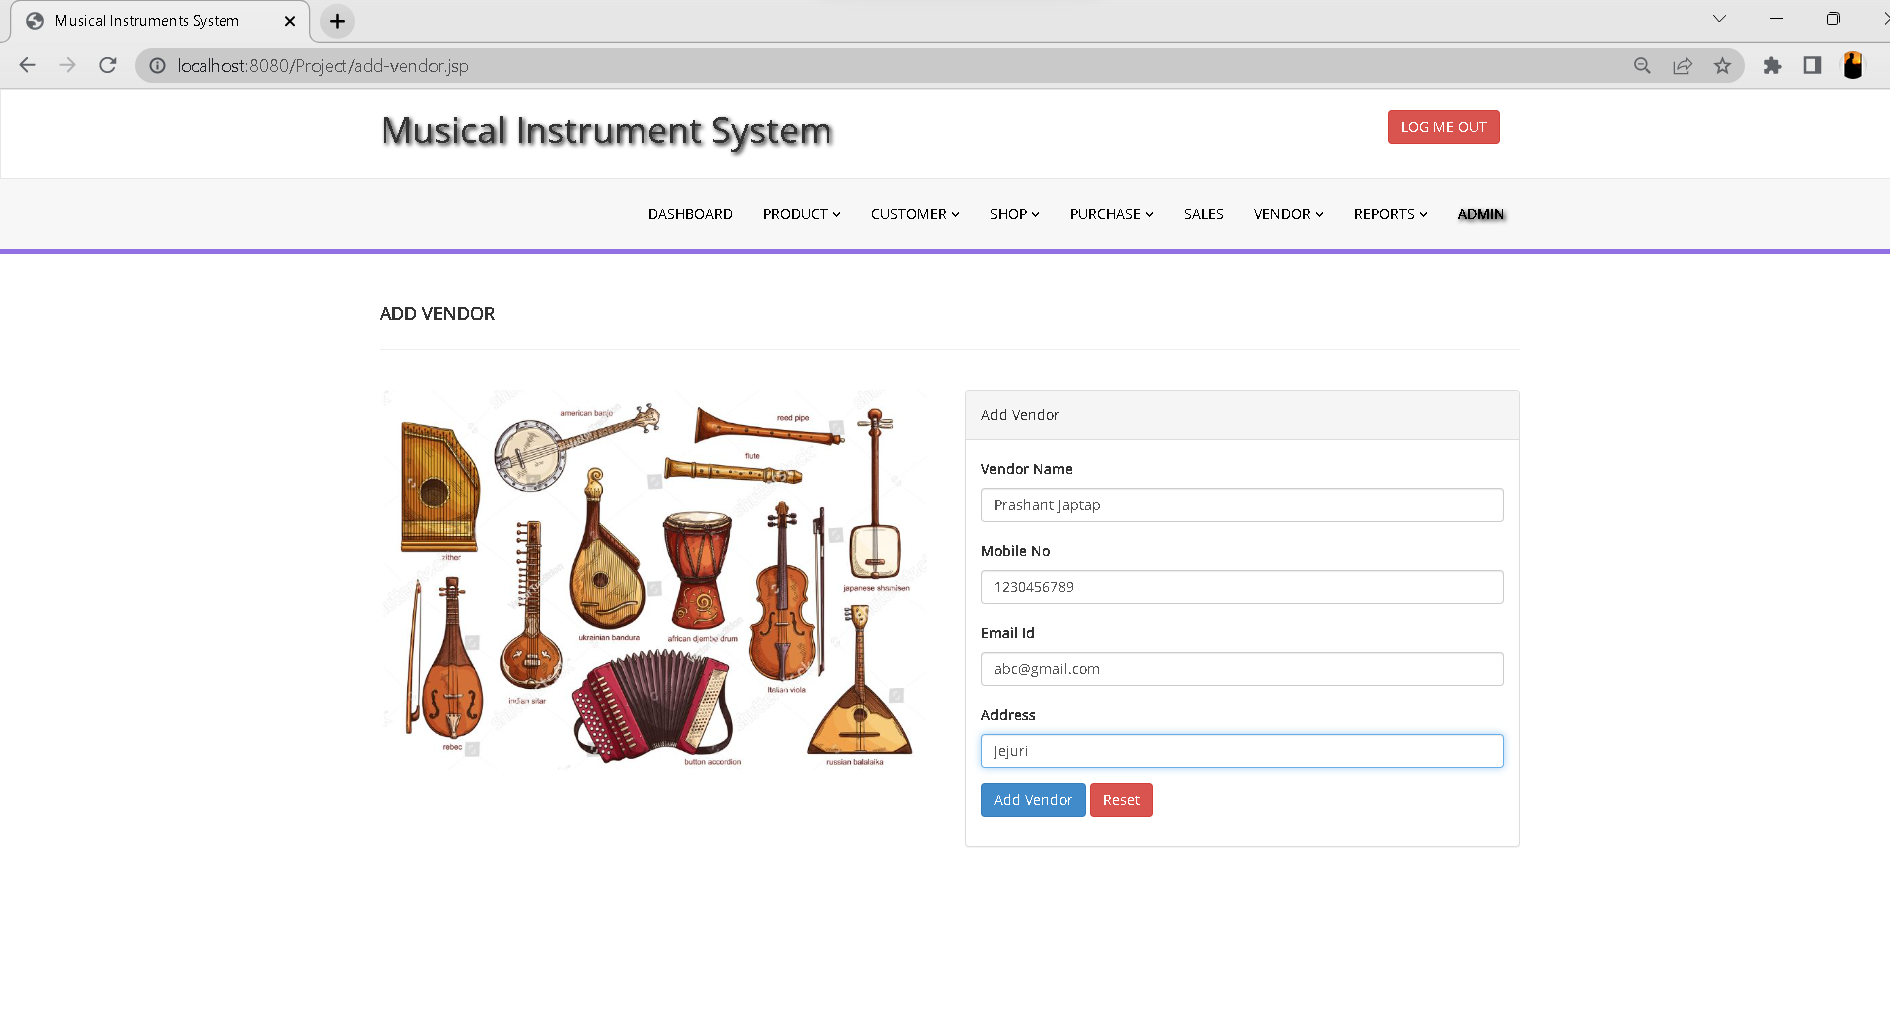 Musical Instruments System
localhost:8080/Project/add-vendor.jsp
Musical Instrument System
LOG ME OUT
DASHBOARD PRODUCT CUSTOMER SHOP PURCHASE SALES VENDOR REPORTS ADMIN
ADD VENDOR
american banjo
reed pipe
flute
zither
japanese shamisen
ukrainian bandura
african djembe drum
indian sitar
Italian viola
rebec
button accordion
russian balalaika
Add Vendor
Vendor Name
Prashant Japtap
Mobile No
1230456789
Email Id
abc@gmail.com
Address
Jejuri
Add Vendor Reset